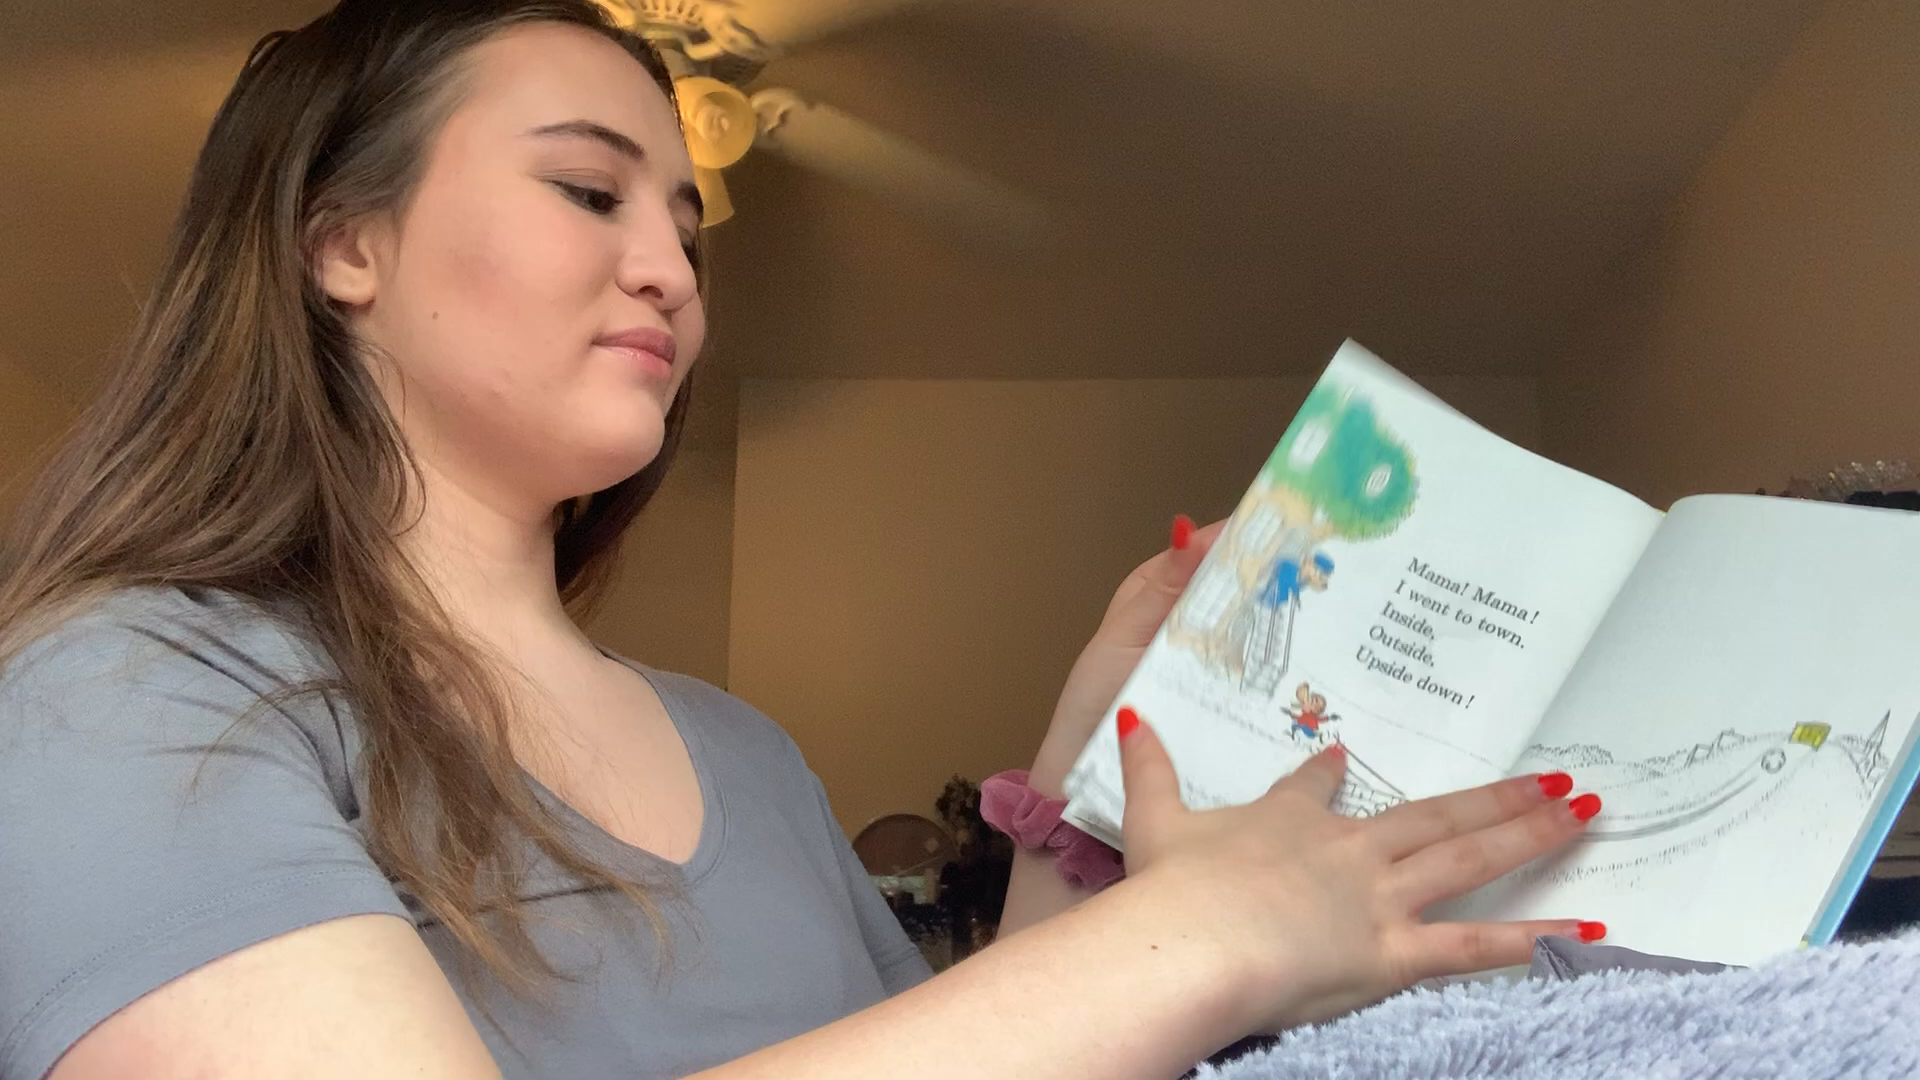 Mama! Mama!
I went to town.
Inside,
Outside,
Upside down!